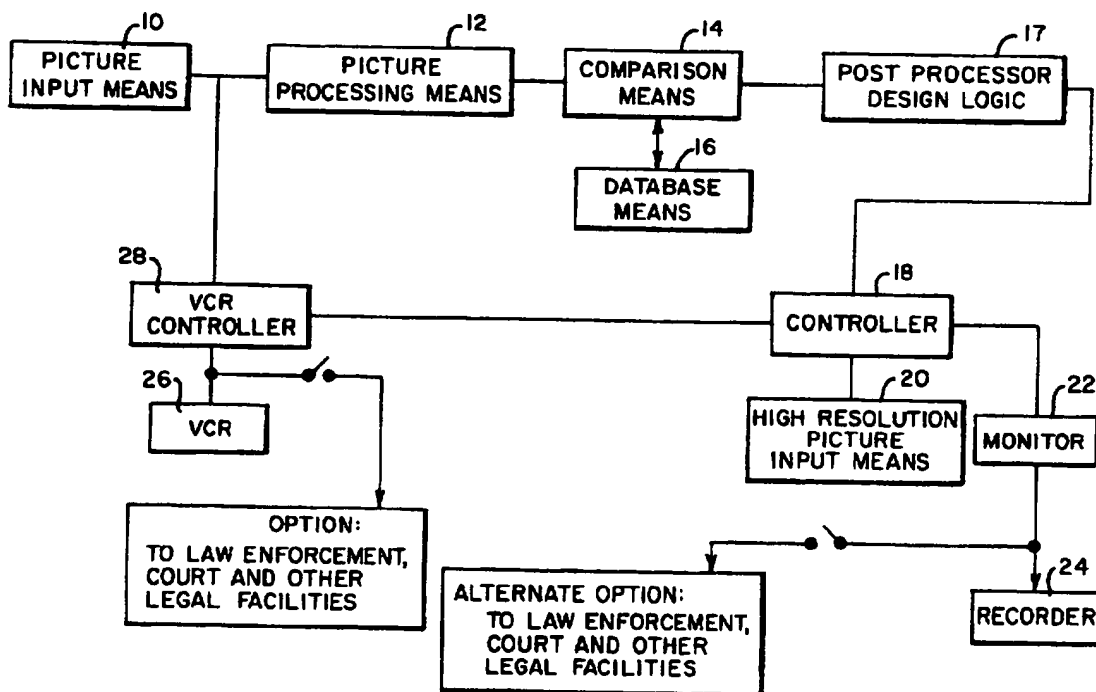 10
PICTURE
INPUT MEANS
12
PICTURE
PROCESSING MEANS
14
COMPARISON
MEANS
17
POST PROCESSOR
DESIGN LOGIC
16
DATABASE
MEANS
28
VCR
CONTROLLER
18
CONTROLLER
26
VCR
20
HIGH RESOLUTION
PICTURE
INPUT MEANS
22
MONITOR
OPTION:
TO LAW ENFORCEMENT,
COURT AND OTHER
LEGAL FACILITIES
ALTERNATE OPTION:
TO LAW ENFORCEMENT,
COURT AND OTHER
LEGAL FACILITIES
24
RECORDER